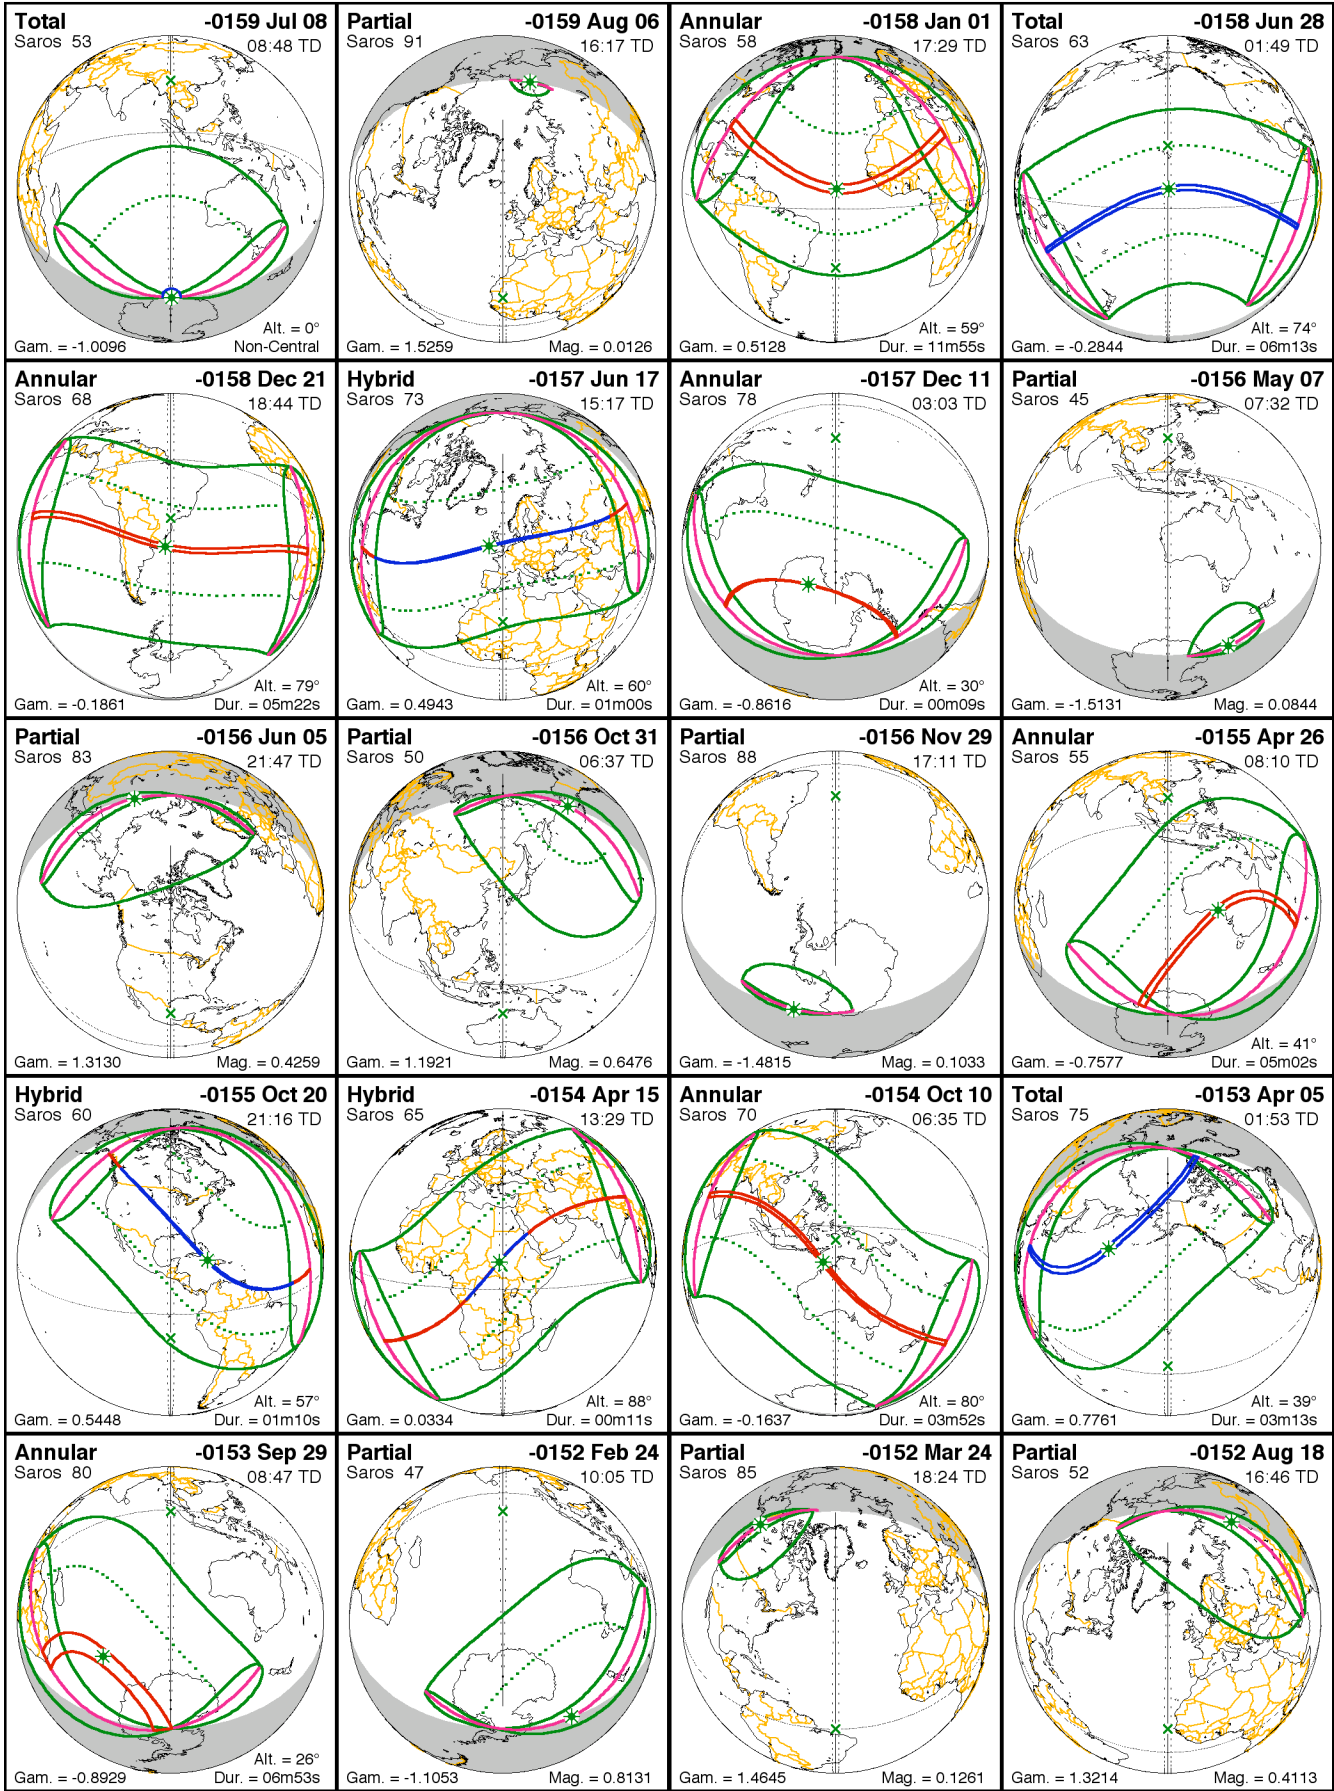 Total -0159 Jul 08
Saros 53 08:48 TD
Alt. = 0°
Gam. = -1.0096 Non-Central
Partial -0159 Aug 06
Saros 91 16:17 TD
Gam. = 1.5259 Mag. = 0.0126
Annular -0158 Jan 01
Saros 58 17:29 TD
Alt. = 59°
Gam. = 0.5128 Dur. = 11m55s
Total -0158 Jun 28
Saros 63 01:49 TD
Alt. = 74°
Gam. = -0.2844 Dur. = 06m13s
Annular -0158 Dec 21
Saros 68 18:44 TD
Alt. = 79°
Gam. = -0.1861 Dur. = 05m22s
Hybrid -0157 Jun 17
Saros 73 15:17 TD
Alt. = 60°
Gam. = 0.4943 Dur. = 01m00s
Annular -0157 Dec 11
Saros 78 03:03 TD
Alt. = 30°
Gam. = -0.8616 Dur. = 00m09s
Partial -0156 May 07
Saros 45 07:32 TD
Gam. = -1.5131 Mag. = 0.0844
Partial -0156 Jun 05
Saros 83 21:47 TD
Gam. = 1.3130 Mag. = 0.4259
Partial -0156 Oct 31
Saros 50 06:37 TD
Gam. = 1.1921 Mag. = 0.6476
Partial -0156 Nov 29
Saros 88 17:11 TD
Gam. = -1.4815 Mag. = 0.1033
Annular -0155 Apr 26
Saros 55 08:10 TD
Alt. = 41°
Gam. = -0.7577 Dur. = 05m02s
Hybrid -0155 Oct 20
Saros 60 21:16 TD
Alt. = 57°
Gam. = 0.5448 Dur. = 01m10s
Hybrid -0154 Apr 15
Saros 65 13:29 TD
Alt. = 88°
Gam. = 0.0334 Dur. = 00m11s
Annular -0154 Oct 10
Saros 70 06:35 TD
Alt. = 80°
Gam. = -0.1637 Dur. = 03m52s
Total -0153 Apr 05
Saros 75 01:53 TD
Alt. = 39°
Gam. = 0.7761 Dur. = 03m13s
Annular -0153 Sep 29
Saros 80 08:47 TD
Alt. = 26°
Gam. = -0.8929 Dur. = 06m53s
Partial -0152 Feb 24
Saros 47 10:05 TD
Gam. = -1.1053 Mag. = 0.8131
Partial -0152 Mar 24
Saros 85 18:24 TD
Gam. = 1.4645 Mag. = 0.1261
Partial -0152 Aug 18
Saros 52 16:46 TD
Gam. = 1.3214 Mag. = 0.4113